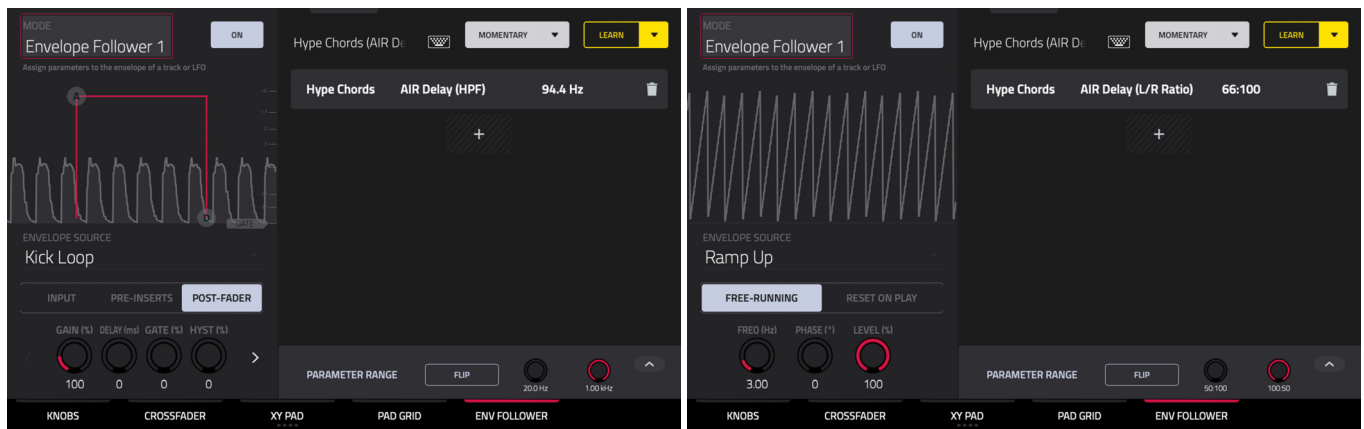 MODE
Envelope Follower 1
ON
Assign parameters to the envelope of a track or LFO
A
D
GATE
ENVELOPE SOURCE
Kick Loop
INPUT PRE-INSERTS POST-FADER
GAIN (%) DELAY (ms) GATE (%) HYST (%)
100 0 0 0
Hype Chords (AIR De
MOMENTARY
LEARN
Hype Chords AIR Delay (HPF) 94.4 Hz
+
PARAMETER RANGE FLIP
20.0 Hz 1.00 kHz
KNOBS CROSSFADER XY PAD PAD GRID ENV FOLLOWER
MODE
Envelope Follower 1
ON
Assign parameters to the envelope of a track or LFO
ENVELOPE SOURCE
Ramp Up
FREE-RUNNING RESET ON PLAY
FREQ (Hz) PHASE (°) LEVEL (%)
3.00 0 100
Hype Chords (AIR De
MOMENTARY
LEARN
Hype Chords AIR Delay (L/R Ratio) 66:100
+
PARAMETER RANGE FLIP
50:100 100:50
KNOBS CROSSFADER XY PAD PAD GRID ENV FOLLOWER